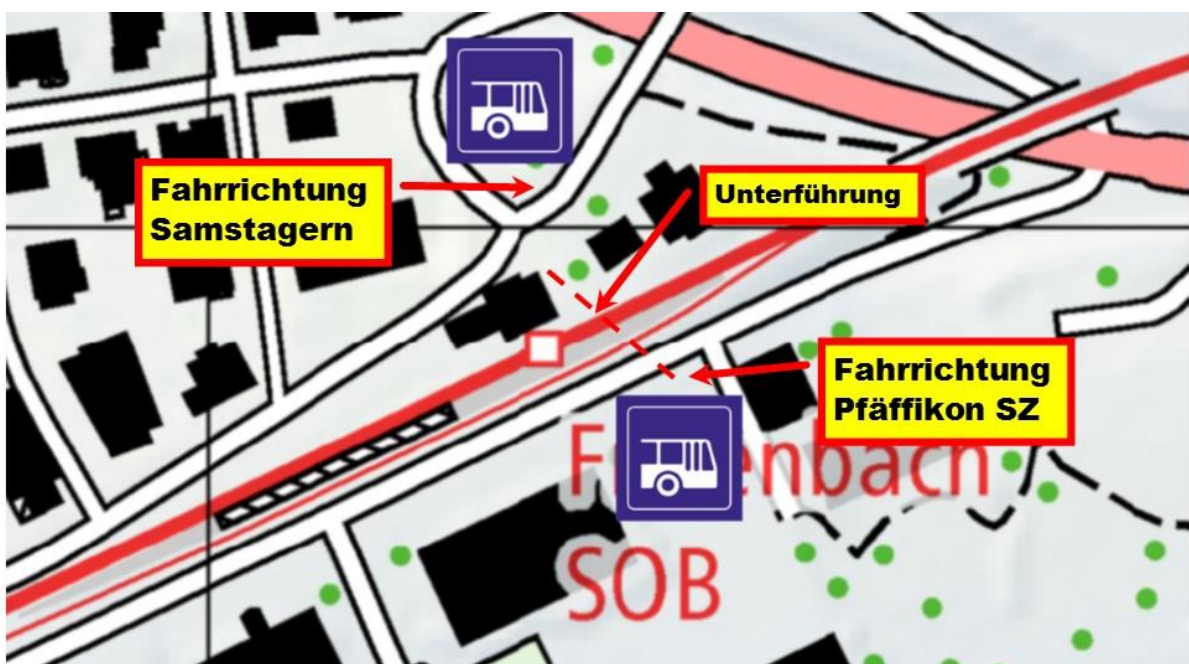 Fahrrichtung
Samstagern
Unterführung
Fahrrichtung
Pfäffikon SZ
SOB